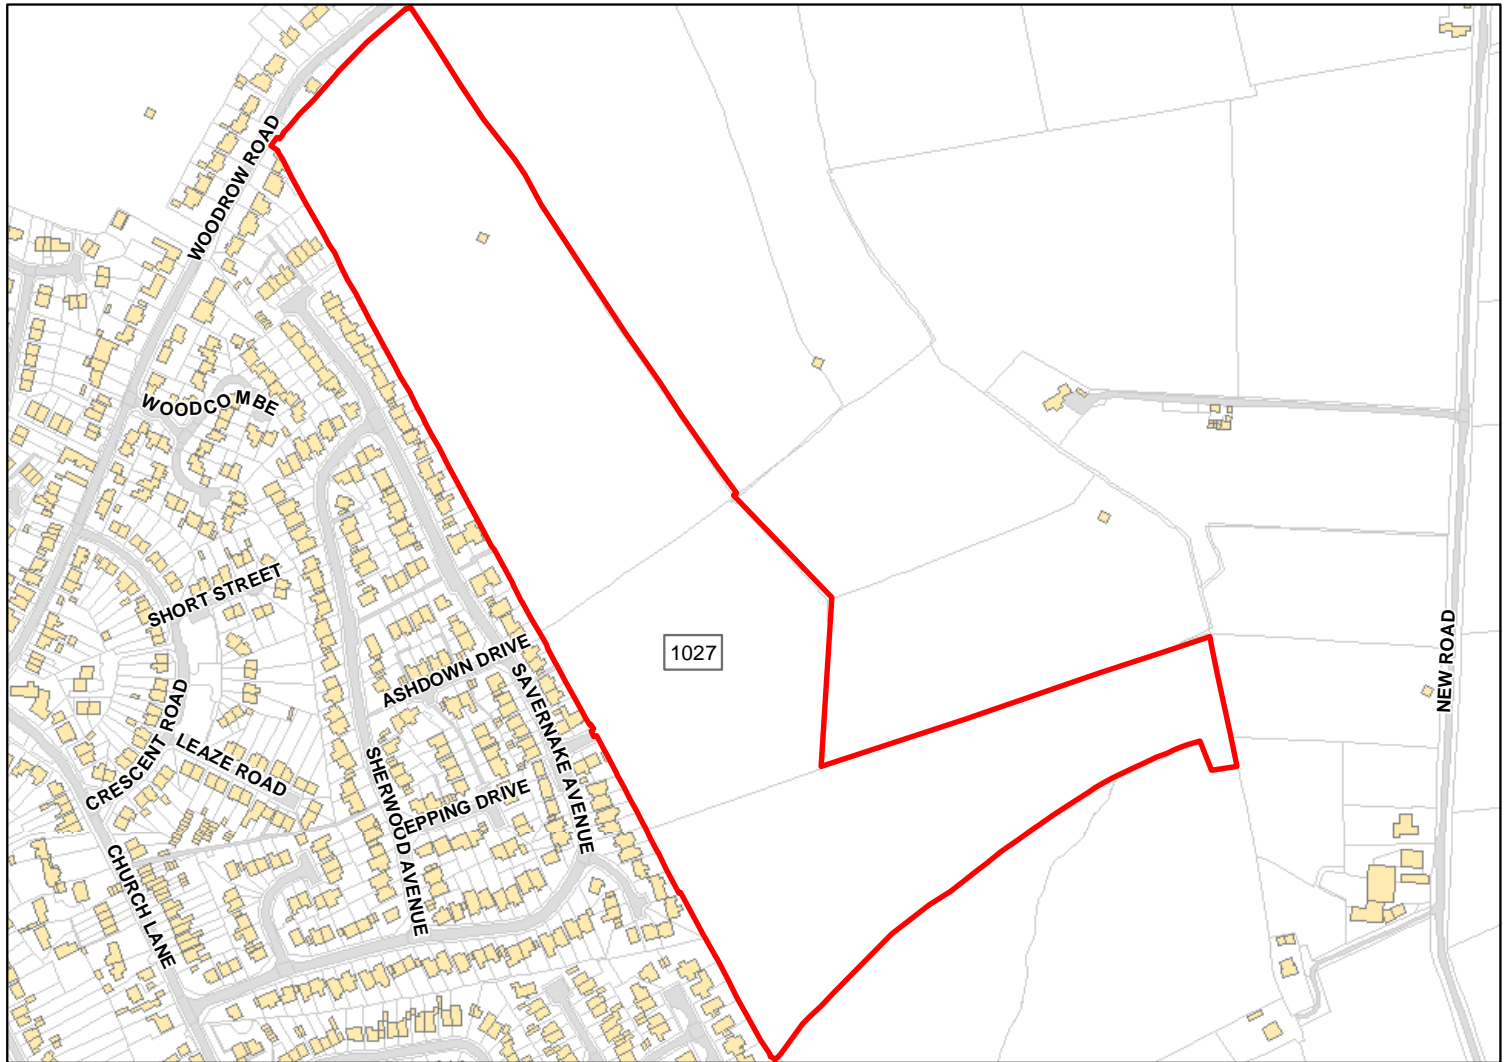 WOODROW ROAD
WOODCOMBE
SHORT STREET
1027
NEW ROAD
ASHDOWN DRIVE
SAVERNAKE AVENUE
CRESCENT ROAD
LEAZE ROAD
SHERWOOD AVENUE
EPPING DRIVE
CHURCH LANE